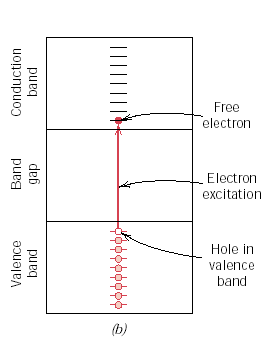 Conduction
band
Free
electron
Band
gap
Electron
excitation
Valence
band
Hole in
valence
band
(b)